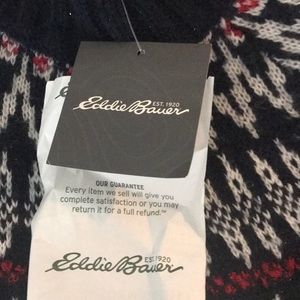 EST. 1920
Eddie Bauer
OUR GUARANTEE
Every item we sell will give you
complete satisfaction or you may
return it for a full refund.™
EST. 1920
Eddie Bauer